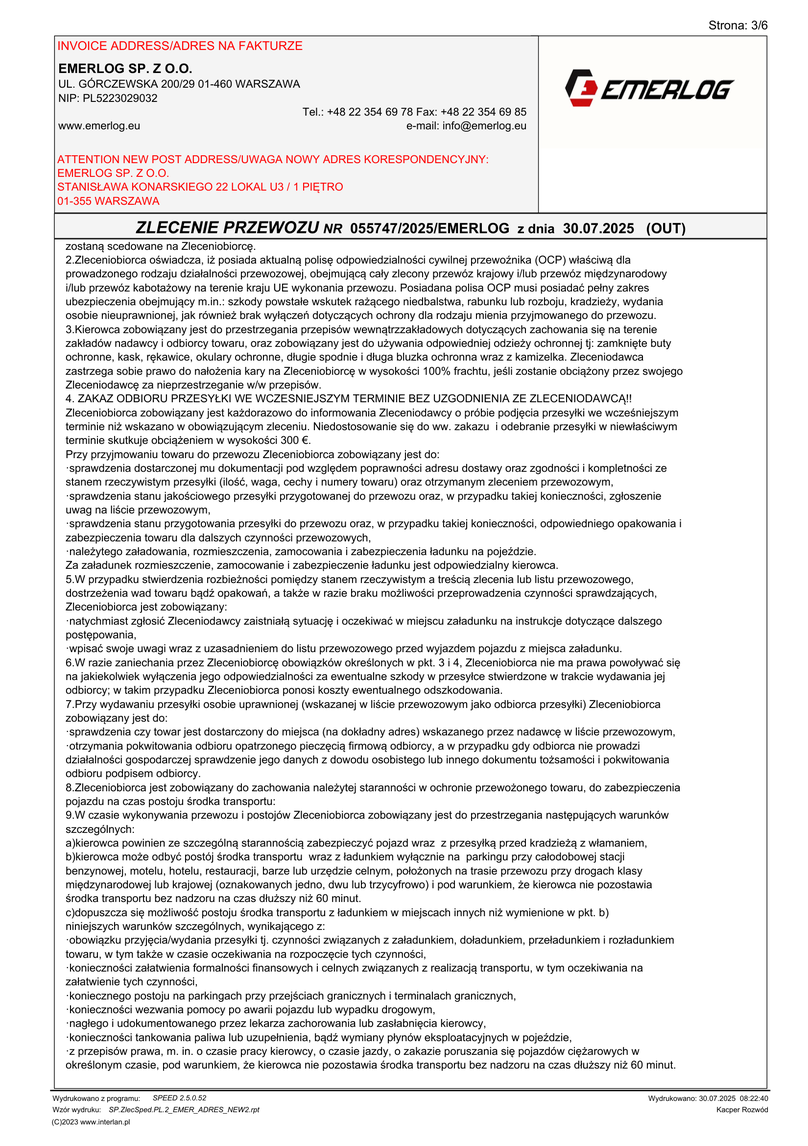 Strona: 3/6
INVOICE ADDRESS/ADRES NA FAKTURZE
EMERLOG SP. Z O.O.
UL. GÓRCZEWSKA 200/29 01-460 WARSZAWA
NIP: PL5223029032
Tel.: +48 22 354 69 78 Fax: +48 22 354 69 85
www.emerlog.eu e-mail: info@emerlog.eu
ATTENTION NEW POST ADDRESS/UWAGA NOWY ADRES KORESPONDENCYJNY:
EMERLOG SP. Z O.O.
STANISŁAWA KONARSKIEGO 22 LOKAL U3 / 1 PIĘTRO
01-355 WARSZAWA
EMERLOG
ZLECENIE PRZEWOZU NR 055747/2025/EMERLOG z dnia 30.07.2025 (OUT)
zostaną scedowane na Zleceniobiorcę.
2.Zleceniobiorca oświadcza, iż posiada aktualną polisę odpowiedzialności cywilnej przewoźnika (OCP) właściwą dla
prowadzonego rodzaju działalności przewozowej, obejmującą cały zlecony przewóz krajowy i/lub przewóz międzynarodowy
i/lub przewóz kabotażowy na terenie kraju UE wykonania przewozu. Posiadana polisa OCP musi posiadać pełny zakres
ubezpieczenia obejmujący m.in.: szkody powstałe wskutek rażącego niedbalstwa, rabunku lub rozboju, kradzieży, wydania
osobie nieuprawnionej, jak również brak wyłączeń dotyczących ochrony dla rodzaju mienia przyjmowanego do przewozu.
3.Kierowca zobowiązany jest do przestrzegania przepisów wewnątrzzakładowych dotyczących zachowania się na terenie
zakładów nadawcy i odbiorcy towaru, oraz zobowiązany jest do używania odpowiedniej odzieży ochronnej tj: zamknięte buty
ochronne, kask, rękawice, okulary ochronne, długie spodnie i długa bluzka ochronna wraz z kamizelka. Zleceniodawca
zastrzega sobie prawo do nałożenia kary na Zleceniobiorcę w wysokości 100% frachtu, jeśli zostanie obciążony przez swojego
Zleceniodawcę za nieprzestrzeganie w/w przepisów.
4. ZAKAZ ODBIORU PRZESYŁKI WE WCZESNIEJSZYM TERMINIE BEZ UZGODNIENIA ZE ZLECENIODAWCĄ!!
Zleceniobiorca zobowiązany jest każdorazowo do informowania Zleceniodawcy o próbie podjęcia przesyłki we wcześniejszym
terminie niż wskazano w obowiązującym zleceniu. Niedostosowanie się do ww. zakazu  i odebranie przesyłki w niewłaściwym
terminie skutkuje obciążeniem w wysokości 300 €.
Przy przyjmowaniu towaru do przewozu Zleceniobiorca zobowiązany jest do:
·sprawdzenia dostarczonej mu dokumentacji pod względem poprawności adresu dostawy oraz zgodności i kompletności ze
stanem rzeczywistym przesyłki (ilość, waga, cechy i numery towaru) oraz otrzymanym zleceniem przewozowym,
·sprawdzenia stanu jakościowego przesyłki przygotowanej do przewozu oraz, w przypadku takiej konieczności, zgłoszenie
uwag na liście przewozowym,
·sprawdzenia stanu przygotowania przesyłki do przewozu oraz, w przypadku takiej konieczności, odpowiedniego opakowania i
zabezpieczenia towaru dla dalszych czynności przewozowych,
·należytego załadowania, rozmieszczenia, zamocowania i zabezpieczenia ładunku na pojeździe.
Za załadunek rozmieszczenie, zamocowanie i zabezpieczenie ładunku jest odpowiedzialny kierowca.
5.W przypadku stwierdzenia rozbieżności pomiędzy stanem rzeczywistym a treścią zlecenia lub listu przewozowego,
dostrzeżenia wad towaru bądź opakowań, a także w razie braku możliwości przeprowadzenia czynności sprawdzających,
Zleceniobiorca jest zobowiązany:
·natychmiast zgłosić Zleceniodawcy zaistniałą sytuację i oczekiwać w miejscu załadunku na instrukcje dotyczące dalszego
postępowania,
·wpisać swoje uwagi wraz z uzasadnieniem do listu przewozowego przed wyjazdem pojazdu z miejsca załadunku.
6.W razie zaniechania przez Zleceniobiorcę obowiązków określonych w pkt. 3 i 4, Zleceniobiorca nie ma prawa powoływać się
na jakiekolwiek wyłączenia jego odpowiedzialności za ewentualne szkody w przesyłce stwierdzone w trakcie wydawania jej
odbiorcy; w takim przypadku Zleceniobiorca ponosi koszty ewentualnego odszkodowania.
7.Przy wydawaniu przesyłki osobie uprawnionej (wskazanej w liście przewozowym jako odbiorca przesyłki) Zleceniobiorca
zobowiązany jest do:
·sprawdzenia czy towar jest dostarczony do miejsca (na dokładny adres) wskazanego przez nadawcę w liście przewozowym,
·otrzymania pokwitowania odbioru opatrzonego pieczęcią firmową odbiorcy, a w przypadku gdy odbiorca nie prowadzi
działalności gospodarczej sprawdzenie jego danych z dowodu osobistego lub innego dokumentu tożsamości i pokwitowania
odbioru podpisem odbiorcy.
8.Zleceniobiorca jest zobowiązany do zachowania należytej staranności w ochronie przewożonego towaru, do zabezpieczenia
pojazdu na czas postoju środka transportu:
9.W czasie wykonywania przewozu i postojów Zleceniobiorca zobowiązany jest do przestrzegania następujących warunków
szczególnych:
a)kierowca powinien ze szczególną starannością zabezpieczyć pojazd wraz  z przesyłką przed kradzieżą z włamaniem,
b)kierowca może odbyć postój środka transportu  wraz z ładunkiem wyłącznie na  parkingu przy całodobowej stacji
benzynowej, motelu, hotelu, restauracji, barze lub urzędzie celnym, położonych na trasie przewozu przy drogach klasy
międzynarodowej lub krajowej (oznakowanych jedno, dwu lub trzycyfrowo) i pod warunkiem, że kierowca nie pozostawia
środka transportu bez nadzoru na czas dłuższy niż 60 minut.
c)dopuszcza się możliwość postoju środka transportu z ładunkiem w miejscach innych niż wymienione w pkt. b)
niniejszych warunków szczególnych, wynikającego z:
·obowiązku przyjęcia/wydania przesyłki tj. czynności związanych z załadunkiem, doładunkiem, przeładunkiem i rozładunkiem
towaru, w tym także w czasie oczekiwania na rozpoczęcie tych czynności,
·konieczności załatwienia formalności finansowych i celnych związanych z realizacją transportu, w tym oczekiwania na
załatwienie tych czynności,
·koniecznego postoju na parkingach przy przejściach granicznych i terminalach granicznych,
·konieczności wezwania pomocy po awarii pojazdu lub wypadku drogowym,
·nagłego i udokumentowanego przez lekarza zachorowania lub zasłabnięcia kierowcy,
·konieczności tankowania paliwa lub uzupełnienia, bądź wymiany płynów eksploatacyjnych w pojeździe,
·z przepisów prawa, m. in. o czasie pracy kierowcy, o czasie jazdy, o zakazie poruszania się pojazdów ciężarowych w
określonym czasie, pod warunkiem, że kierowca nie pozostawia środka transportu bez nadzoru na czas dłuższy niż 60 minut.
Wydrukowano z programu: SPEED 2.5.0.52 Wydrukowano: 30.07.2025 08:22:40
Wzór wydruku: SP.ZlecSped.PL.2_EMER_ADRES_NEW2.rpt Kacper Rozwód
(C)2023 www.interlan.pl